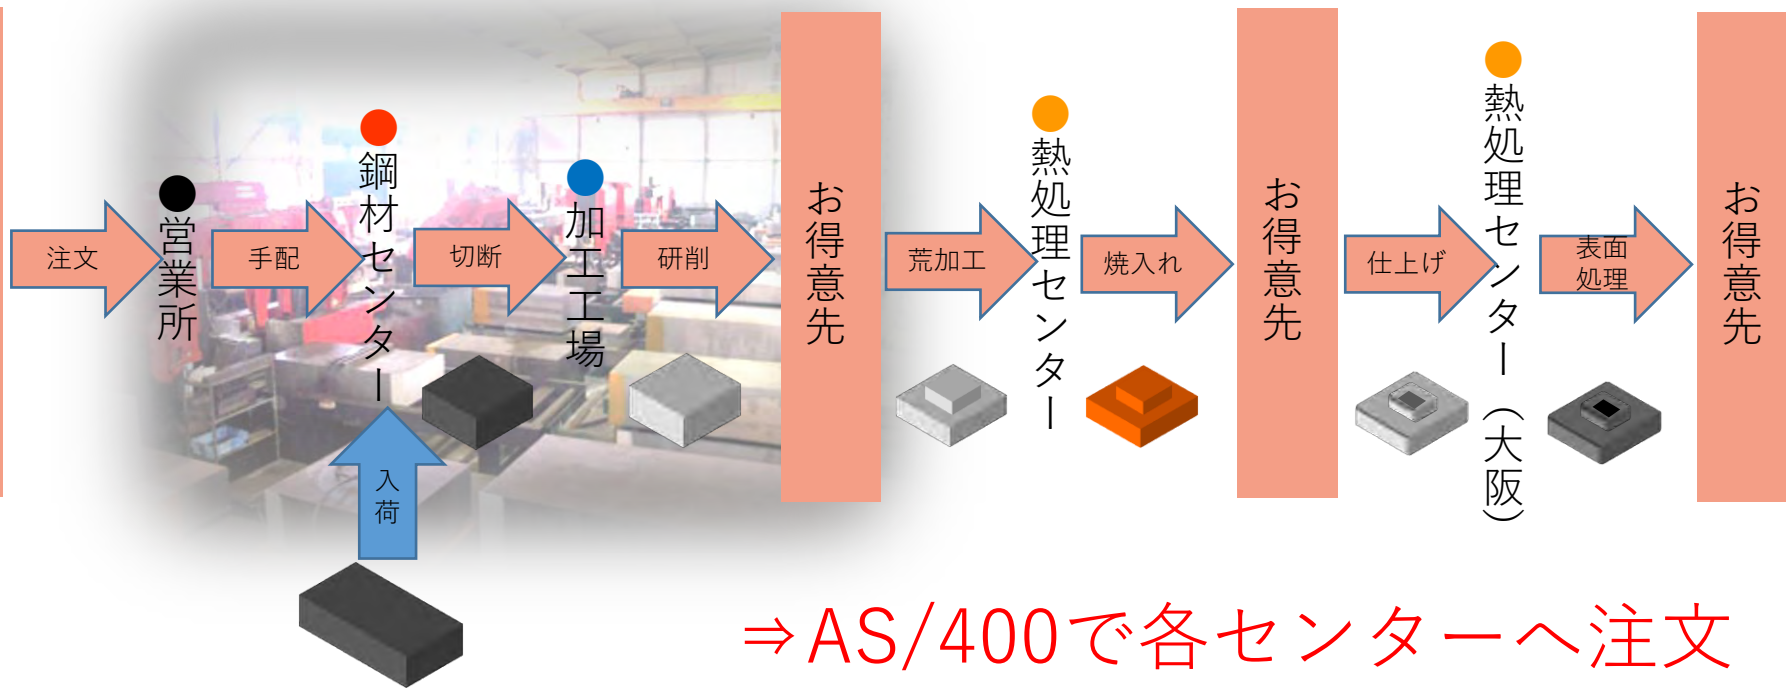 注文
営業所
手配
鋼材センター
入荷
切断
加工工場
研削
お得意先
荒加工
熱処理センター
焼入れ
お得意先
仕上げ
熱処理センター（大阪）
表面
処理
お得意先
⇒AS/400で各センターへ注文